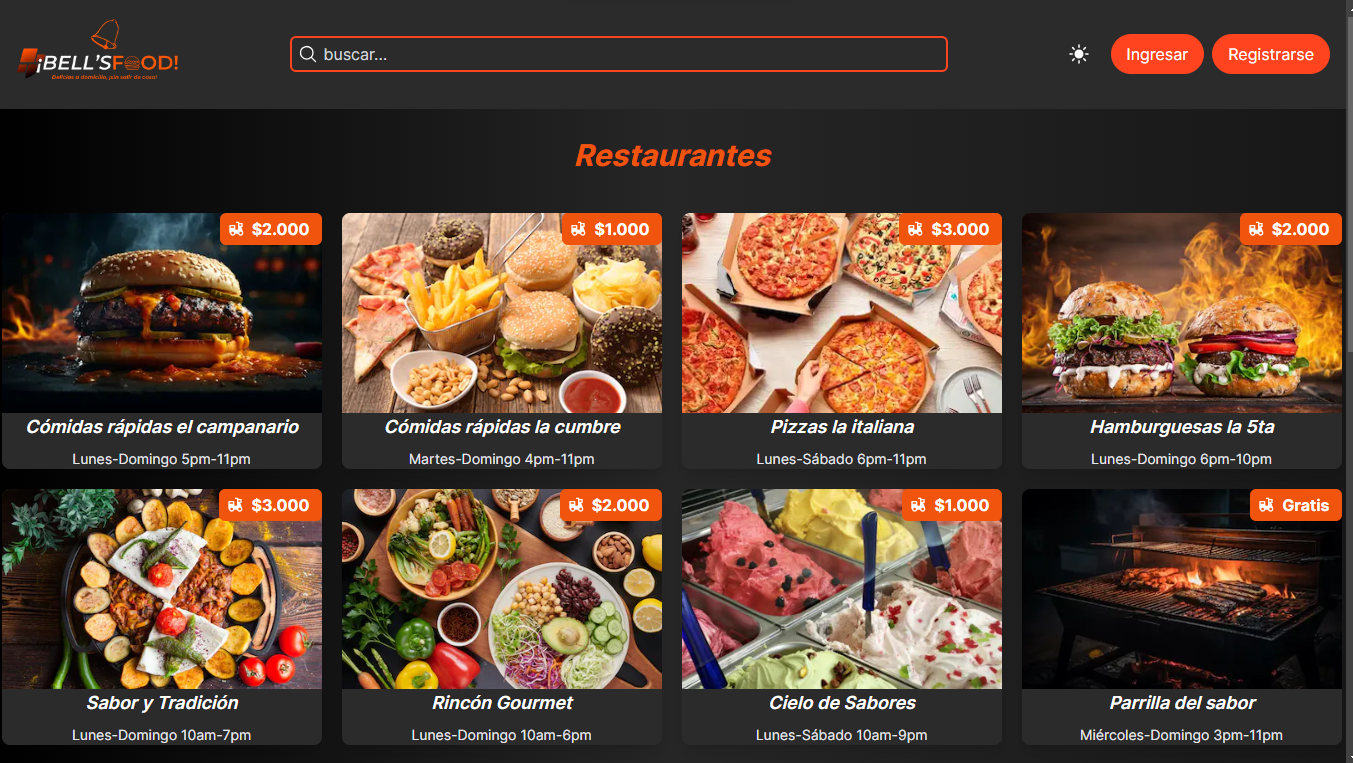 ¡BELL'SFOOD!
Delicias a domicilio, ¡sin salir de casa!
buscar...
Ingresar
Registrarse
Restaurantes
$2.000
$1.000
$3.000
$2.000
Cómidas rápidas el campanario
Cómidas rápidas la cumbre
Pizzas la italiana
Hamburguesas la 5ta
Lunes-Domingo 5pm-11pm
Martes-Domingo 4pm-11pm
Lunes-Sábado 6pm-11pm
Lunes-Domingo 6pm-10pm
$3.000
$2.000
$1.000
Gratis
Sabor y Tradición
Rincón Gourmet
Cielo de Sabores
Parrilla del sabor
Lunes-Domingo 10am-7pm
Lunes-Domingo 10am-6pm
Lunes-Sábado 10am-9pm
Miércoles-Domingo 3pm-11pm